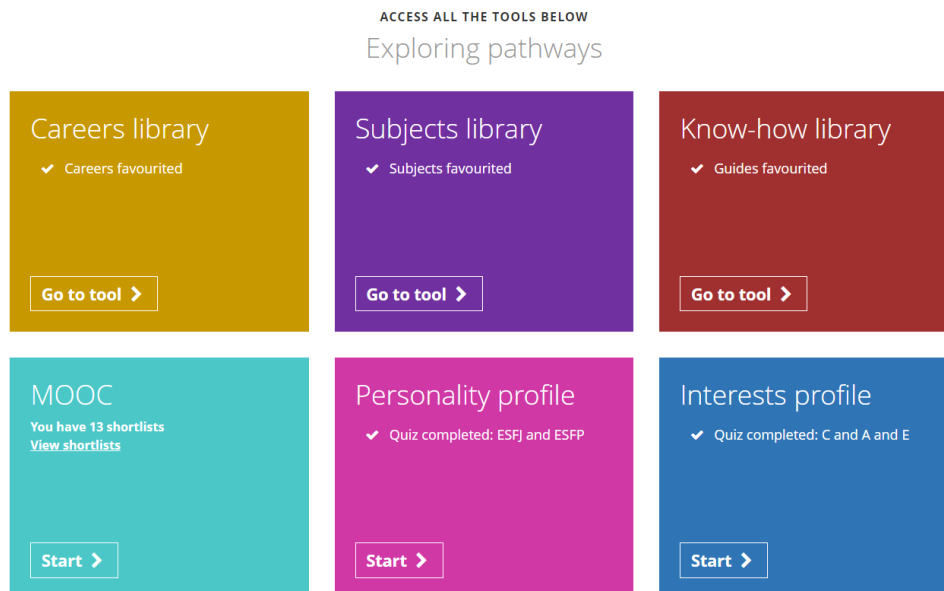 ACCESS ALL THE TOOLS BELOW
Exploring pathways
Careers library
Careers favourited
Go to tool
Subjects library
Subjects favourited
Go to tool
Know-how library
Guides favourited
Go to tool
MOOC
You have 13 shortlists
View shortlists
Start
Personality profile
Quiz completed: ESFJ and ESFP
Start
Interests profile
Quiz completed: C and A and E
Start